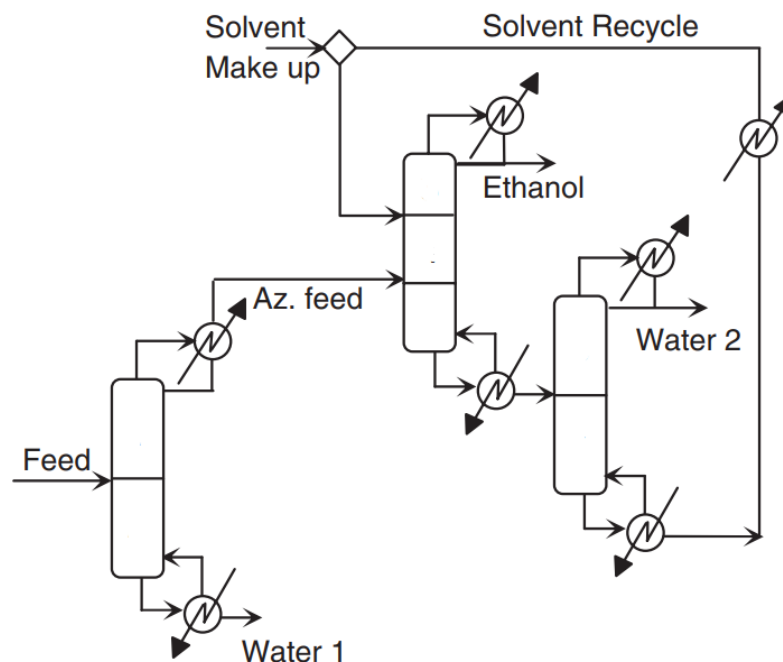 Solvent
Make up
Solvent Recycle
Ethanol
Az. feed
Water 2
Feed
Water 1